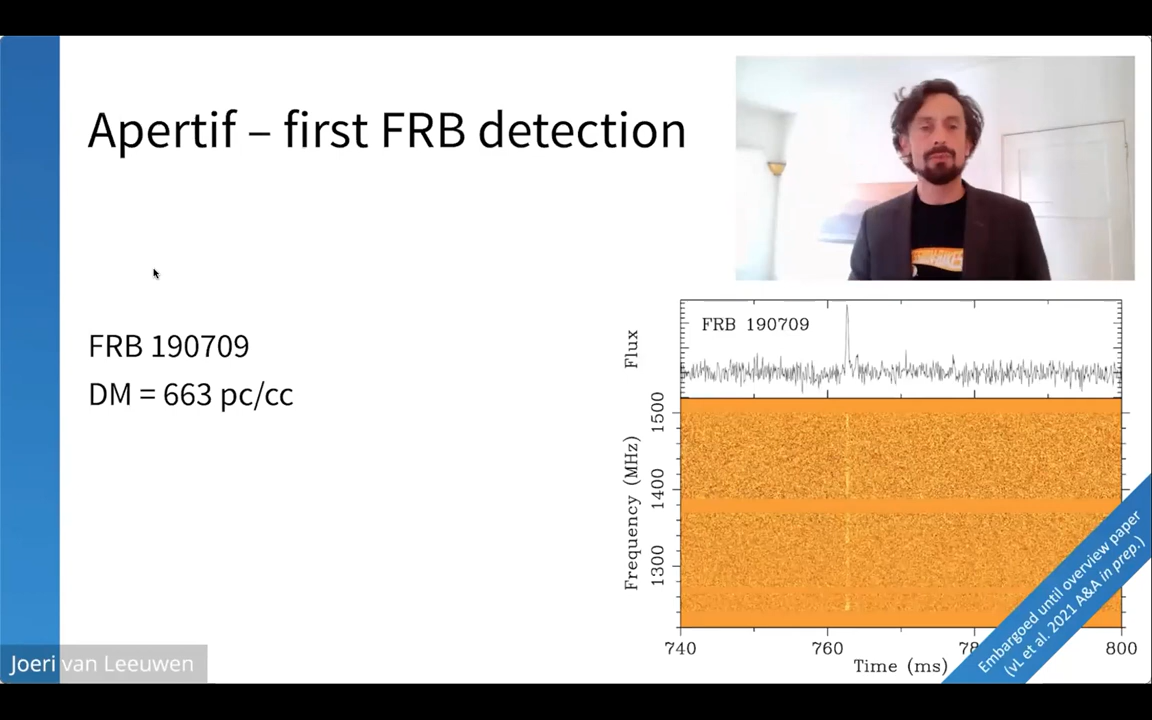 Apertif – first FRB detection
FRB 190709
DM = 663 pc/cc
FRB 190709
Flux
1500
1400
1300
Frequency (MHz)
740
760
800
Time (ms)
Embargoed until overview paper
(vL et al. 2021 A&A in prep.)
Joeri van Leeuwen